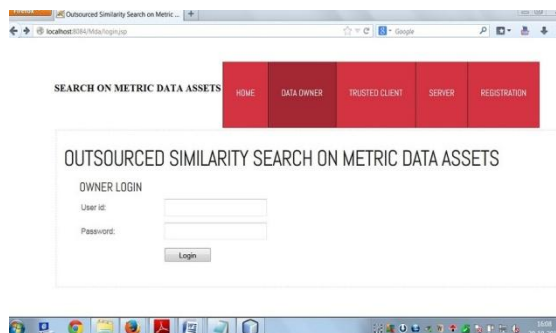 Outsourced Similarity Search on Metric ...
localhost:8084/Mda/login.jsp
Google
SEARCH ON METRIC DATA ASSETS
HOME
DATA OWNER
TRUSTED CLIENT
SERVER
REGISTRATION
OUTSOURCED SIMILARITY SEARCH ON METRIC DATA ASSETS
OWNER LOGIN
User id:
Password:
Login